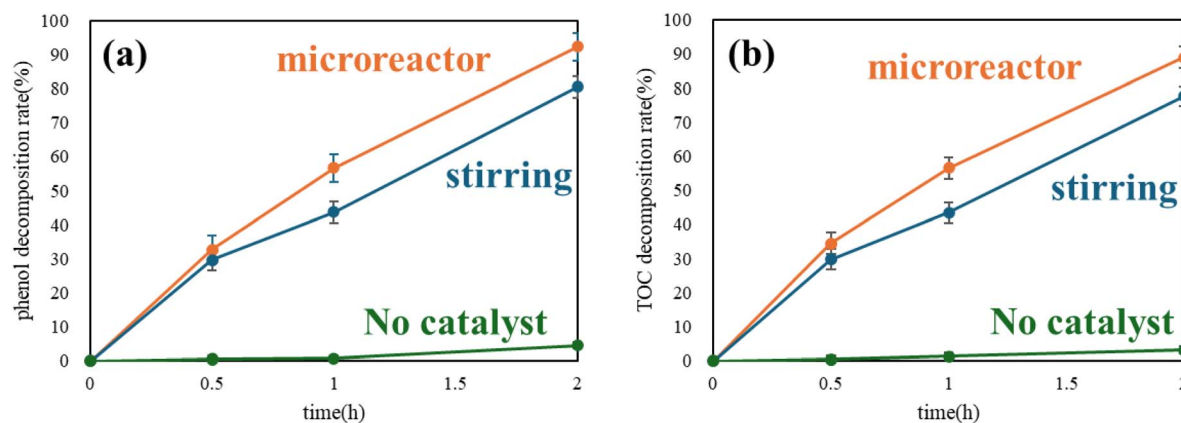 (a)
phenol decomposition rate(%)
100
90
80
70
60
50
40
30
20
10
0
microreactor
stirring
No catalyst
0 0.5 1 1.5 2
time(h)
(b)
TOC decomposition rate(%)
100
90
80
70
60
50
40
30
20
10
0
microreactor
stirring
No catalyst
0 0.5 1 1.5 2
time(h)